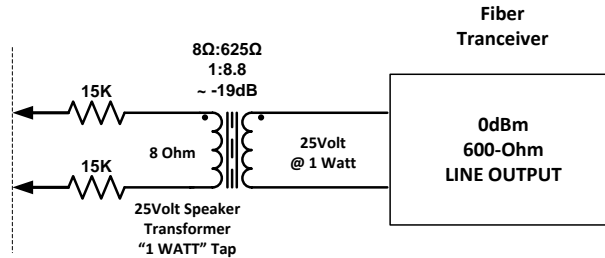 Fiber
Tranceiver
8Ω:625Ω
1:8.8
~ -19dB
15K
15K
8 Ohm
25Volt
@ 1 Watt
0dBm
600-Ohm
LINE OUTPUT
25Volt Speaker
Transformer
“1 WATT” Tap